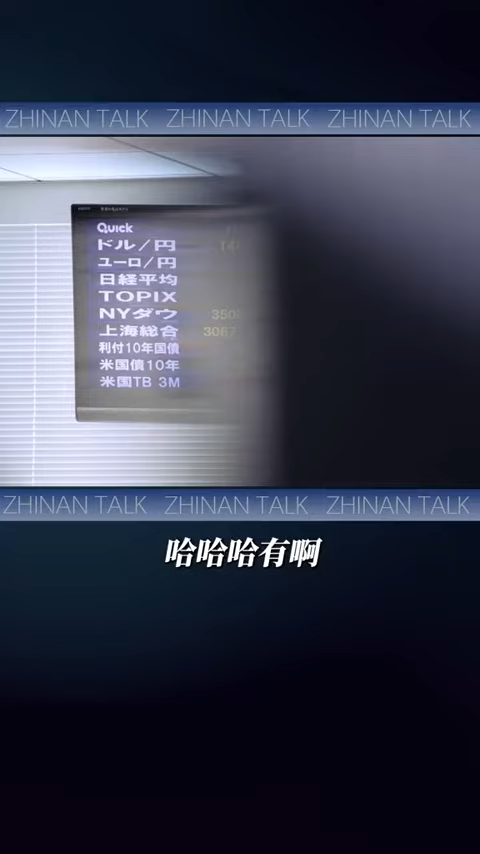 ZHINAN TALK ZHINAN TALK ZHINAN TALK
Quick
ドル/円
ユーロ/円
日経平均
TOPIX
NYダウ 350
上海総合 3067
利付10年国債
米国債10年
米国TB 3M
ZHINAN TALK ZHINAN TALK ZHINAN TALK
哈哈哈有啊